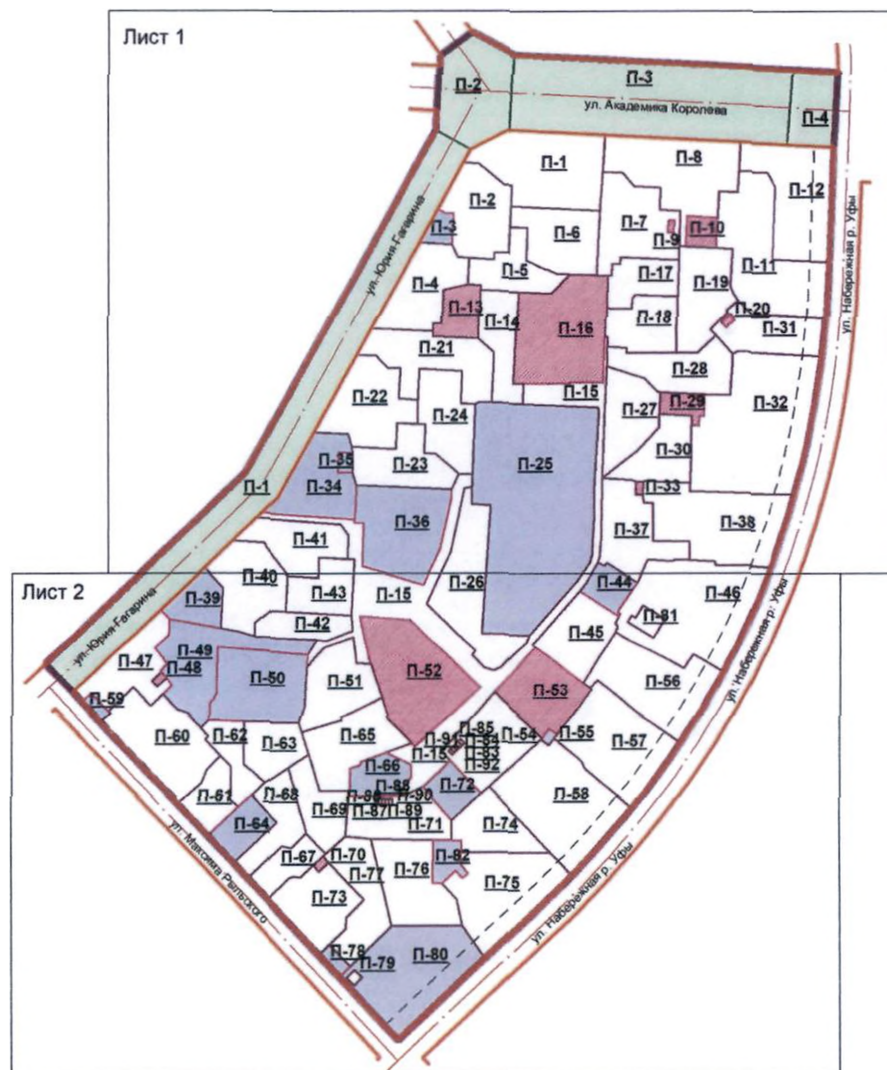 Лист 1
П-2
П-3
ул. Академика Королева
П-4
П-1
П-8
П-12
П-2
П-3
П-7
П-6
П-9
П-10
ул. Юрия Гагарина
ул. Набережная р. Уфы
П-5
П-17
П-11
П-4
П-19
П-13
П-14
П-16
П-18
П-20
П-31
П-21
П-28
П-15
П-22
П-24
П-27
П-29
П-32
П-23
П-25
П-30
П-35
П-34
П-1
П-33
П-36
П-37
П-38
П-41
Лист 2
П-40
П-43
П-15
П-26
П-44
П-46
П-39
ул. Юрия Гагарина
П-42
П-81
ул. Набережная р. Уфы
П-49
П-45
П-47
П-48
П-50
П-51
П-52
П-53
П-56
П-59
П-60
П-62
П-63
П-65
П-91
П-85
П-84
П-54
П-55
П-57
П-15
П-83
П-92
П-66
П-61
П-68
П-88
П-86
П-90
П-72
П-58
П-69
П-87
П-89
П-64
П-71
П-74
ул. Максима Рыльского
П-67
П-70
П-77
П-76
П-82
П-75
ул. Набережная р. Уфы
П-73
П-78
П-79
П-80